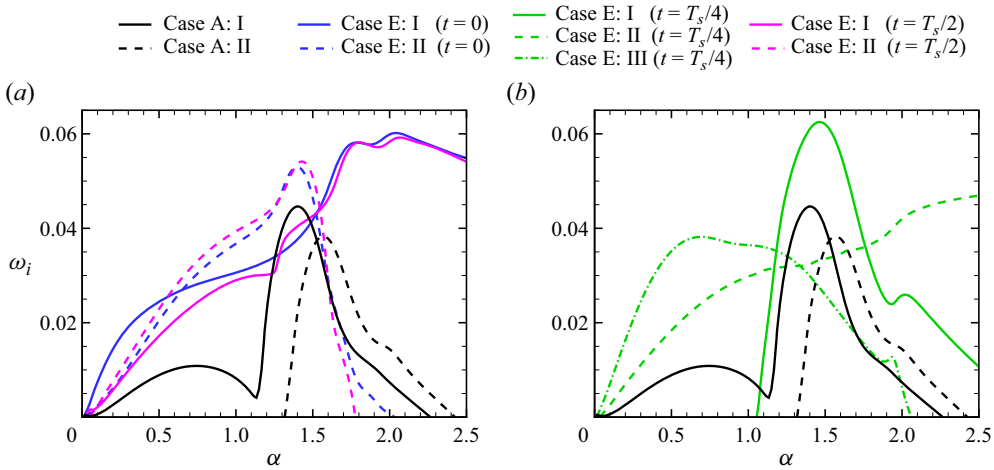 Case A: I
Case A: II
Case E: I (t = 0)
Case E: II (t = 0)
Case E: I (t = T_s/4)
Case E: II (t = T_s/4)
Case E: III (t = T_s/4)
Case E: I (t = T_s/2)
Case E: II (t = T_s/2)
(a)
(b)
0.06
0.04
ω_i
0.02
0 0.5 1.0 1.5 2.0 2.5
α
0.06
0.04
0.02
0 0.5 1.0 1.5 2.0 2.5
α